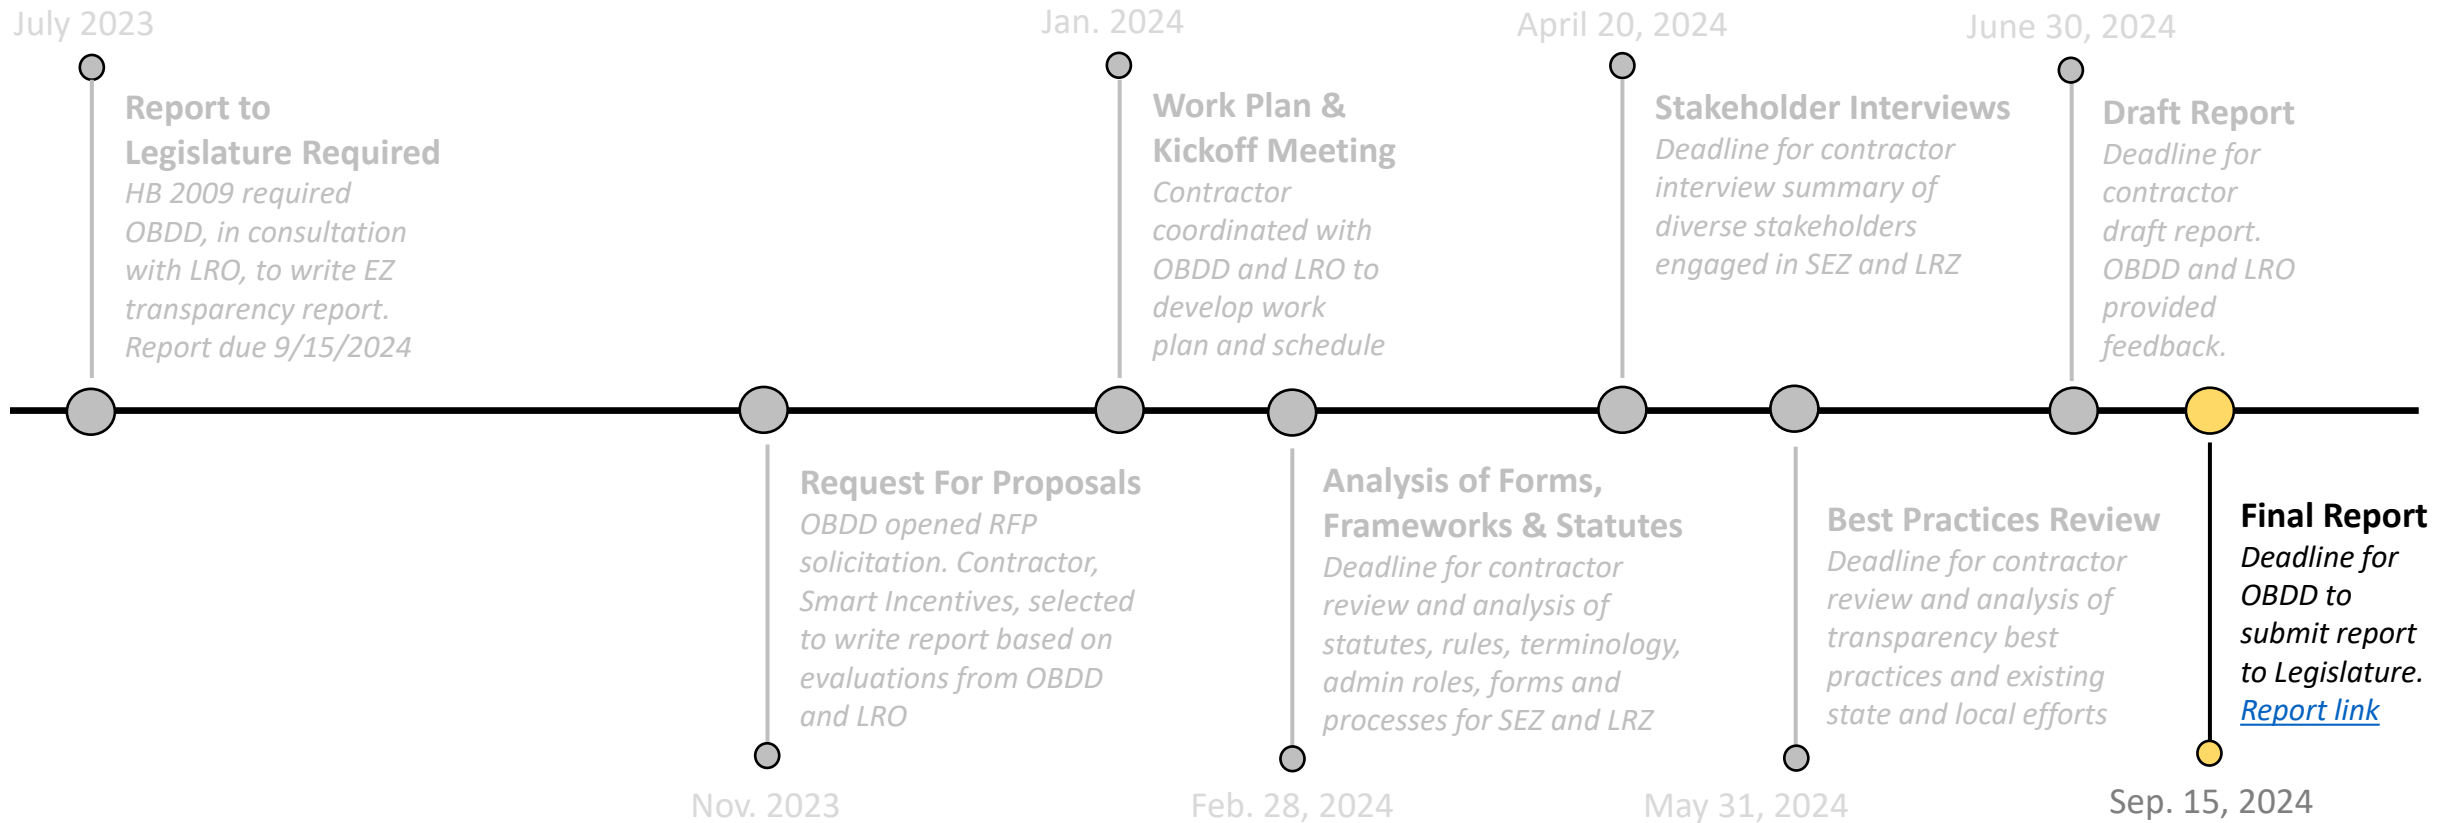 July 2023
Report to
Legislature Required
HB 2009 required
OBDD, in consultation
with LRO, to write EZ
transparency report.
Report due 9/15/2024
Request For Proposals
OBDD opened RFP
solicitation. Contractor,
Smart Incentives, selected
to write report based on
evaluations from OBDD
and LRO
Nov. 2023
Jan. 2024
Work Plan &
Kickoff Meeting
Contractor
coordinated with
OBDD and LRO to
develop work
plan and schedule
Analysis of Forms,
Frameworks & Statutes
Deadline for contractor
review and analysis of
statutes, rules, terminology,
admin roles, forms and
processes for SEZ and LRZ
Feb. 28, 2024
April 20, 2024
Stakeholder Interviews
Deadline for contractor
interview summary of
diverse stakeholders
engaged in SEZ and LRZ
Best Practices Review
Deadline for contractor
review and analysis of
transparency best
practices and existing
state and local efforts
May 31, 2024
June 30, 2024
Draft Report
Deadline for
contractor
draft report.
OBDD and LRO
provided
feedback.
Final Report
Deadline for
OBDD to
submit report
to Legislature.
Report link
Sep. 15, 2024